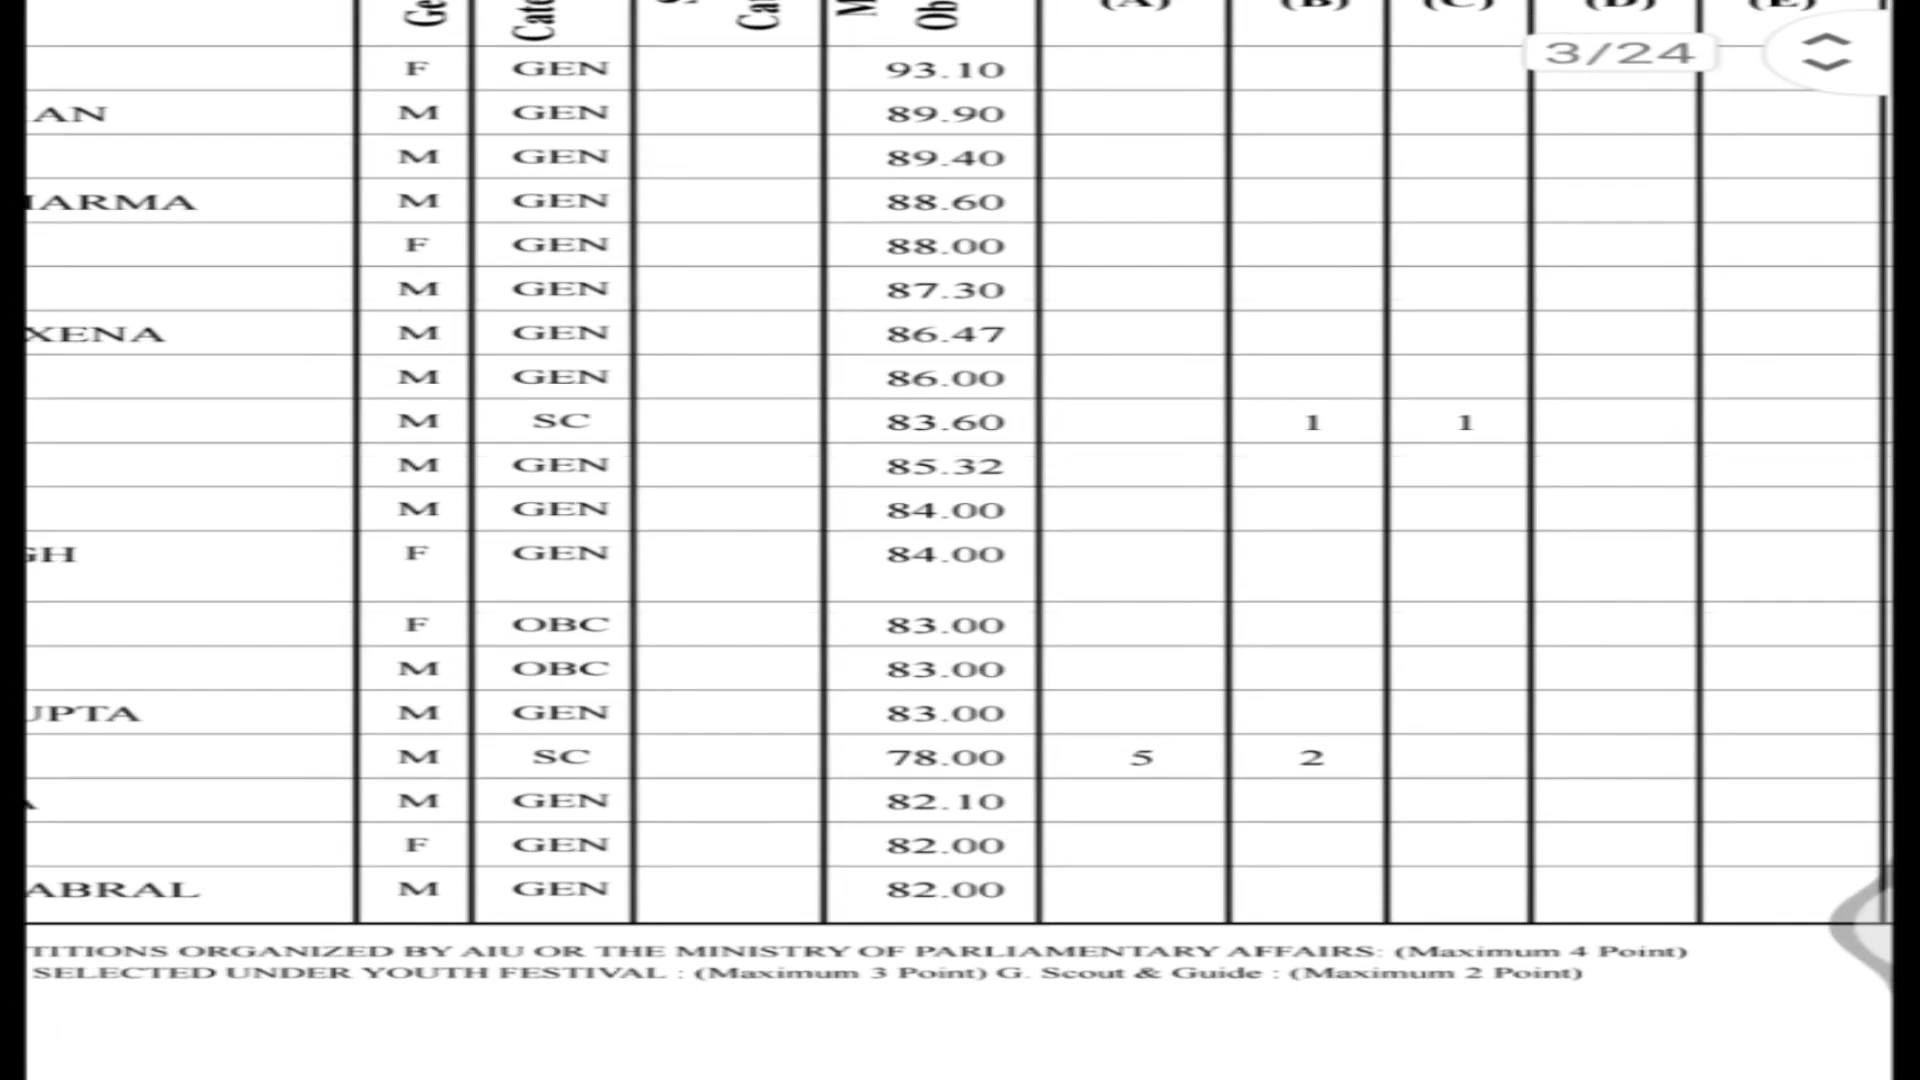 (A) (B) (C) (D) (E)
3/24
F GEN 93.10
AN M GEN 89.90
M GEN 89.40
HARMA M GEN 88.60
F GEN 88.00
M GEN 87.30
XENA M GEN 86.47
M GEN 86.00
M SC 83.60 1 1
M GEN 85.32
M GEN 84.00
GH F GEN 84.00
F OBC 83.00
M OBC 83.00
UPTA M GEN 83.00
M SC 78.00 5 2
M GEN 82.10
F GEN 82.00
ABRAL M GEN 82.00
TITIONS ORGANIZED BY AIU OR THE MINISTRY OF PARLIAMENTARY AFFAIRS: (Maximum 4 Point)
SELECTED UNDER YOUTH FESTIVAL : (Maximum 3 Point) G. Scout & Guide : (Maximum 2 Point)